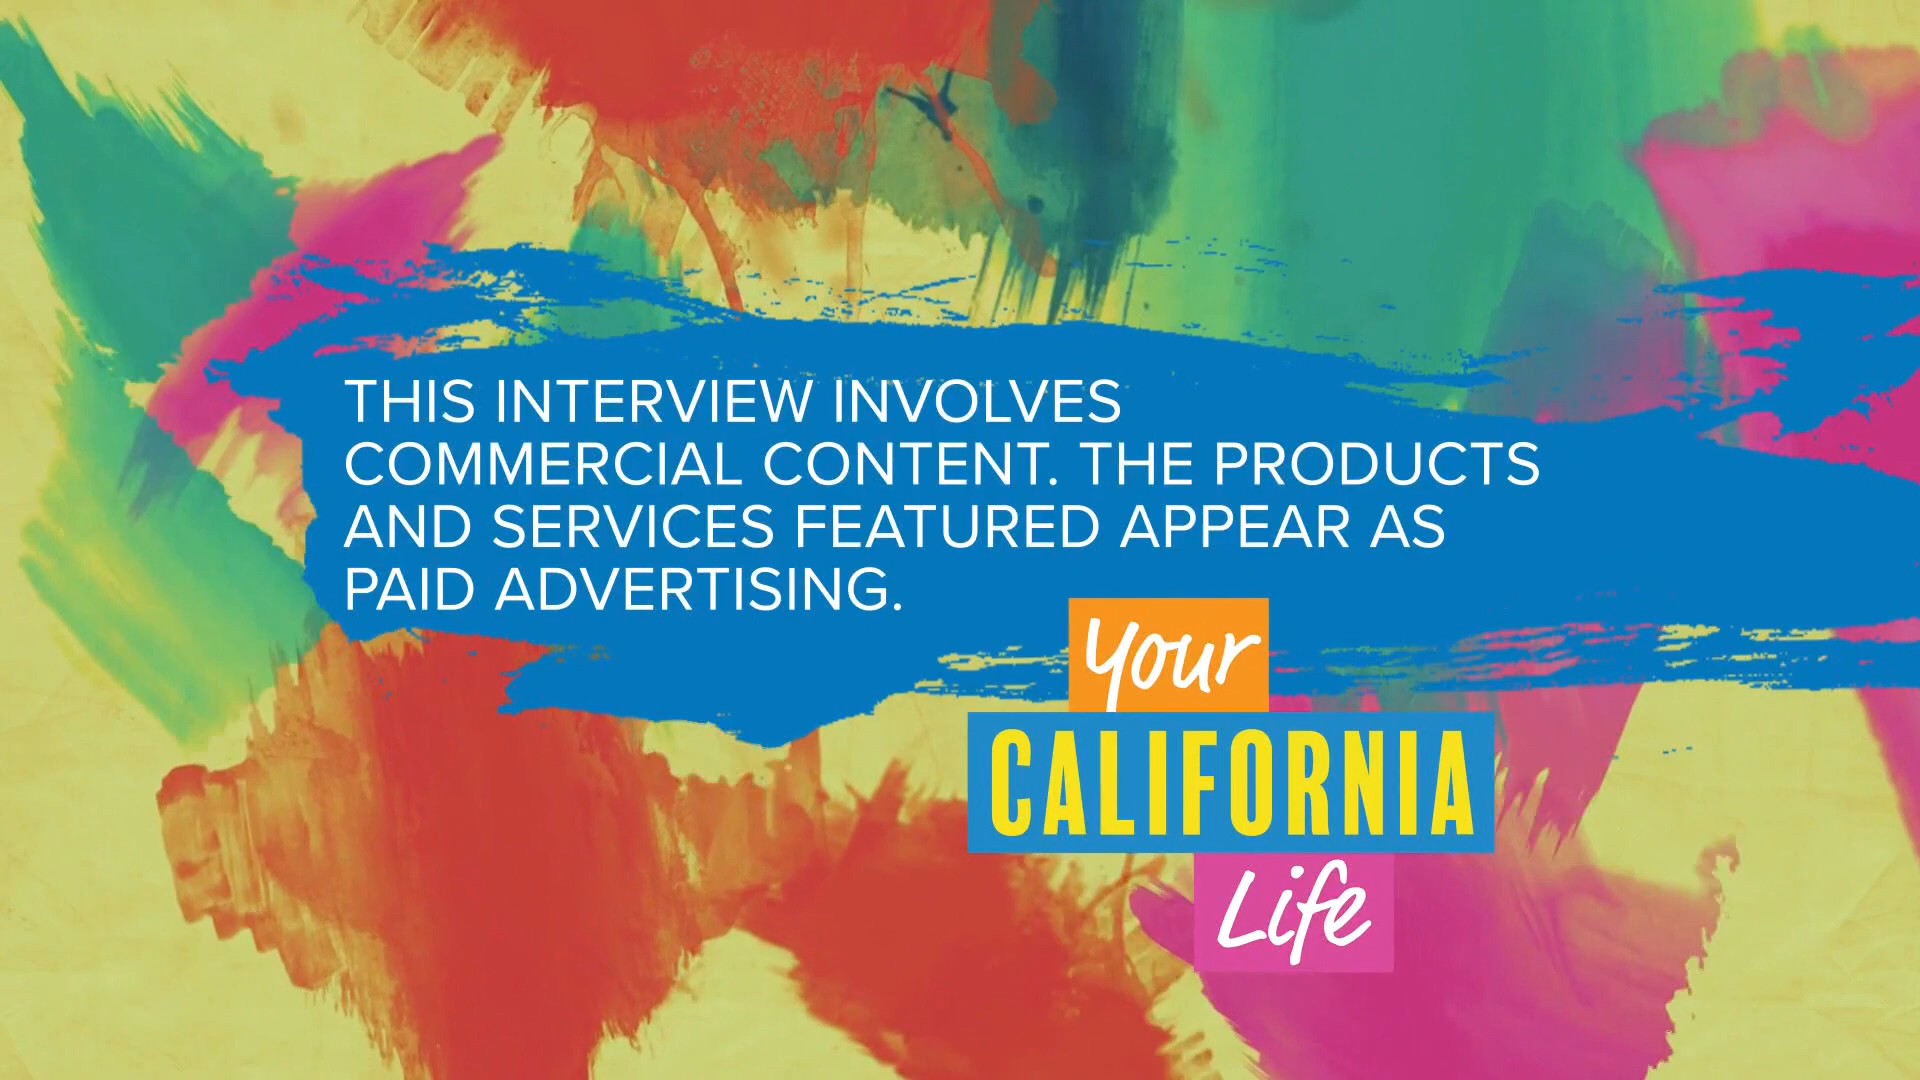 THIS INTERVIEW INVOLVES
COMMERCIAL CONTENT. THE PRODUCTS
AND SERVICES FEATURED APPEAR AS
PAID ADVERTISING.
Your
CALIFORNIA
Life